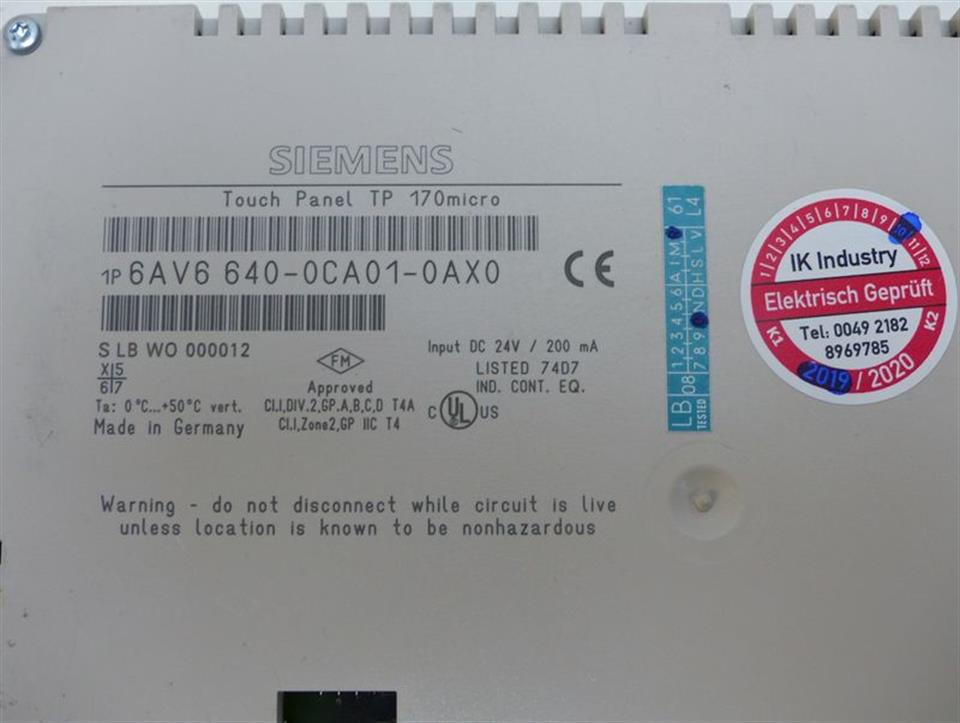 SIEMENS
Touch Panel TP 170micro
1P 6AV6 640-0CA01-0AX0
CE
S LB WO 000012
X|5
6|7
Ta: 0°C...+50°C vert.
Made in Germany
FM
Approved
Cl.I,DIV.2,GP.A,B,C,D T4A
Cl.I,Zone2,GP IIC T4
Input DC 24V / 200 mA
LISTED 74D7
IND. CONT. EQ.
C UL US
Warning - do not disconnect while circuit is live
unless location is known to be nonhazardous
LB 08 1 2 3 4 5 6 A I M 61
TESTED 7 8 9 N D H S L V L4
1 2 3 4 5 6 7 8 9 10 11 12
IK Industry
Elektrisch Geprüft
Tel: 0049 2182
8969785
K1 2019 / 2020 K2